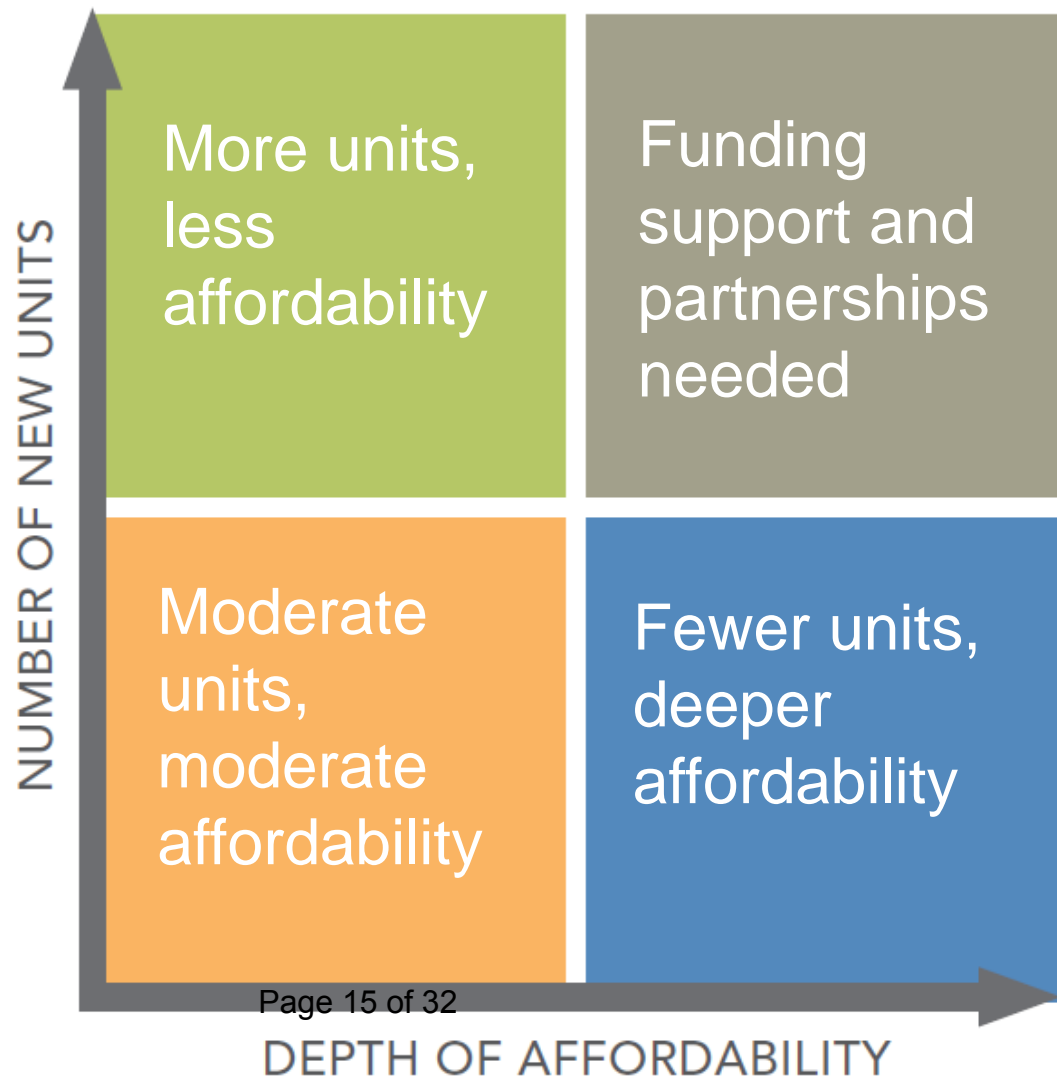 NUMBER OF NEW UNITS
More units,
less
affordability
Funding
support and
partnerships
needed
Moderate
units,
moderate
affordability
Fewer units,
deeper
affordability
Page 15 of 32
DEPTH OF AFFORDABILITY